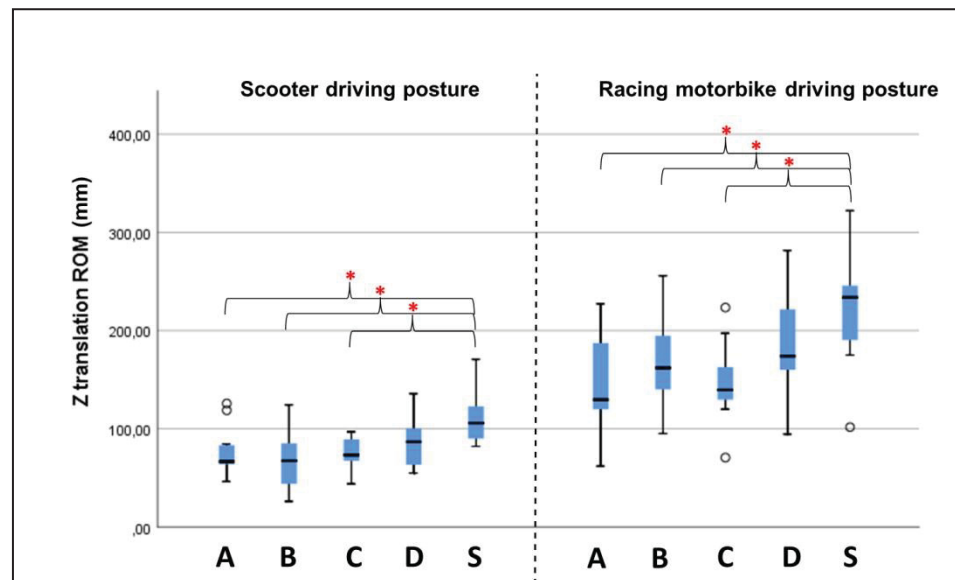 Scooter driving posture
Racing motorbike driving posture
Z translation ROM (mm)
400,00
300,00
200,00
100,00
,00
*
*
*
*
*
*
A B C D S A B C D S